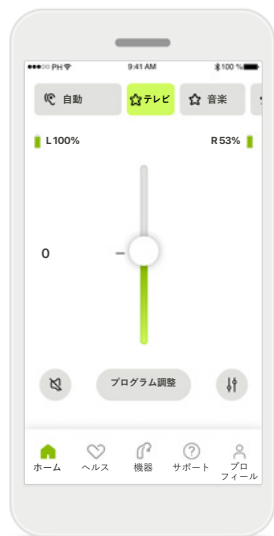 ●●●○○ PH 9:41 AM 100 %
自動 テレビ 音楽
L 100% R 53%
0
プログラム調整
ホーム ヘルス 機器 サポート プロ
フィール